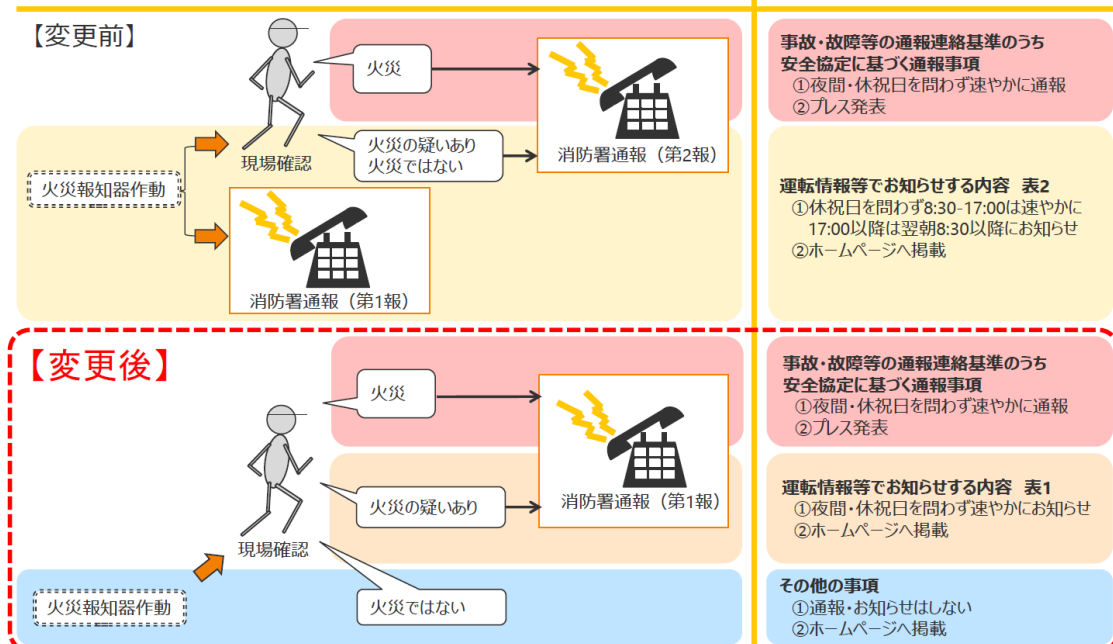 【変更前】
火災
火災の疑いあり
火災ではない
現場確認
火災報知器作動
消防署通報（第2報）
消防署通報（第1報）
事故・故障等の通報連絡基準のうち
安全協定に基づく通報事項
①夜間・休祝日を問わず速やかに通報
②プレス発表
運転情報等でお知らせする内容 表2
①休祝日を問わず8:30-17:00は速やかに
17:00以降は翌朝8:30以降にお知らせ
②ホームページへ掲載
【変更後】
火災
火災の疑いあり
現場確認
火災報知器作動
火災ではない
消防署通報（第1報）
事故・故障等の通報連絡基準のうち
安全協定に基づく通報事項
①夜間・休祝日を問わず速やかに通報
②プレス発表
運転情報等でお知らせする内容 表1
①夜間・休祝日を問わず速やかにお知らせ
②ホームページへ掲載
その他の事項
①通報・お知らせはしない
②ホームページへ掲載